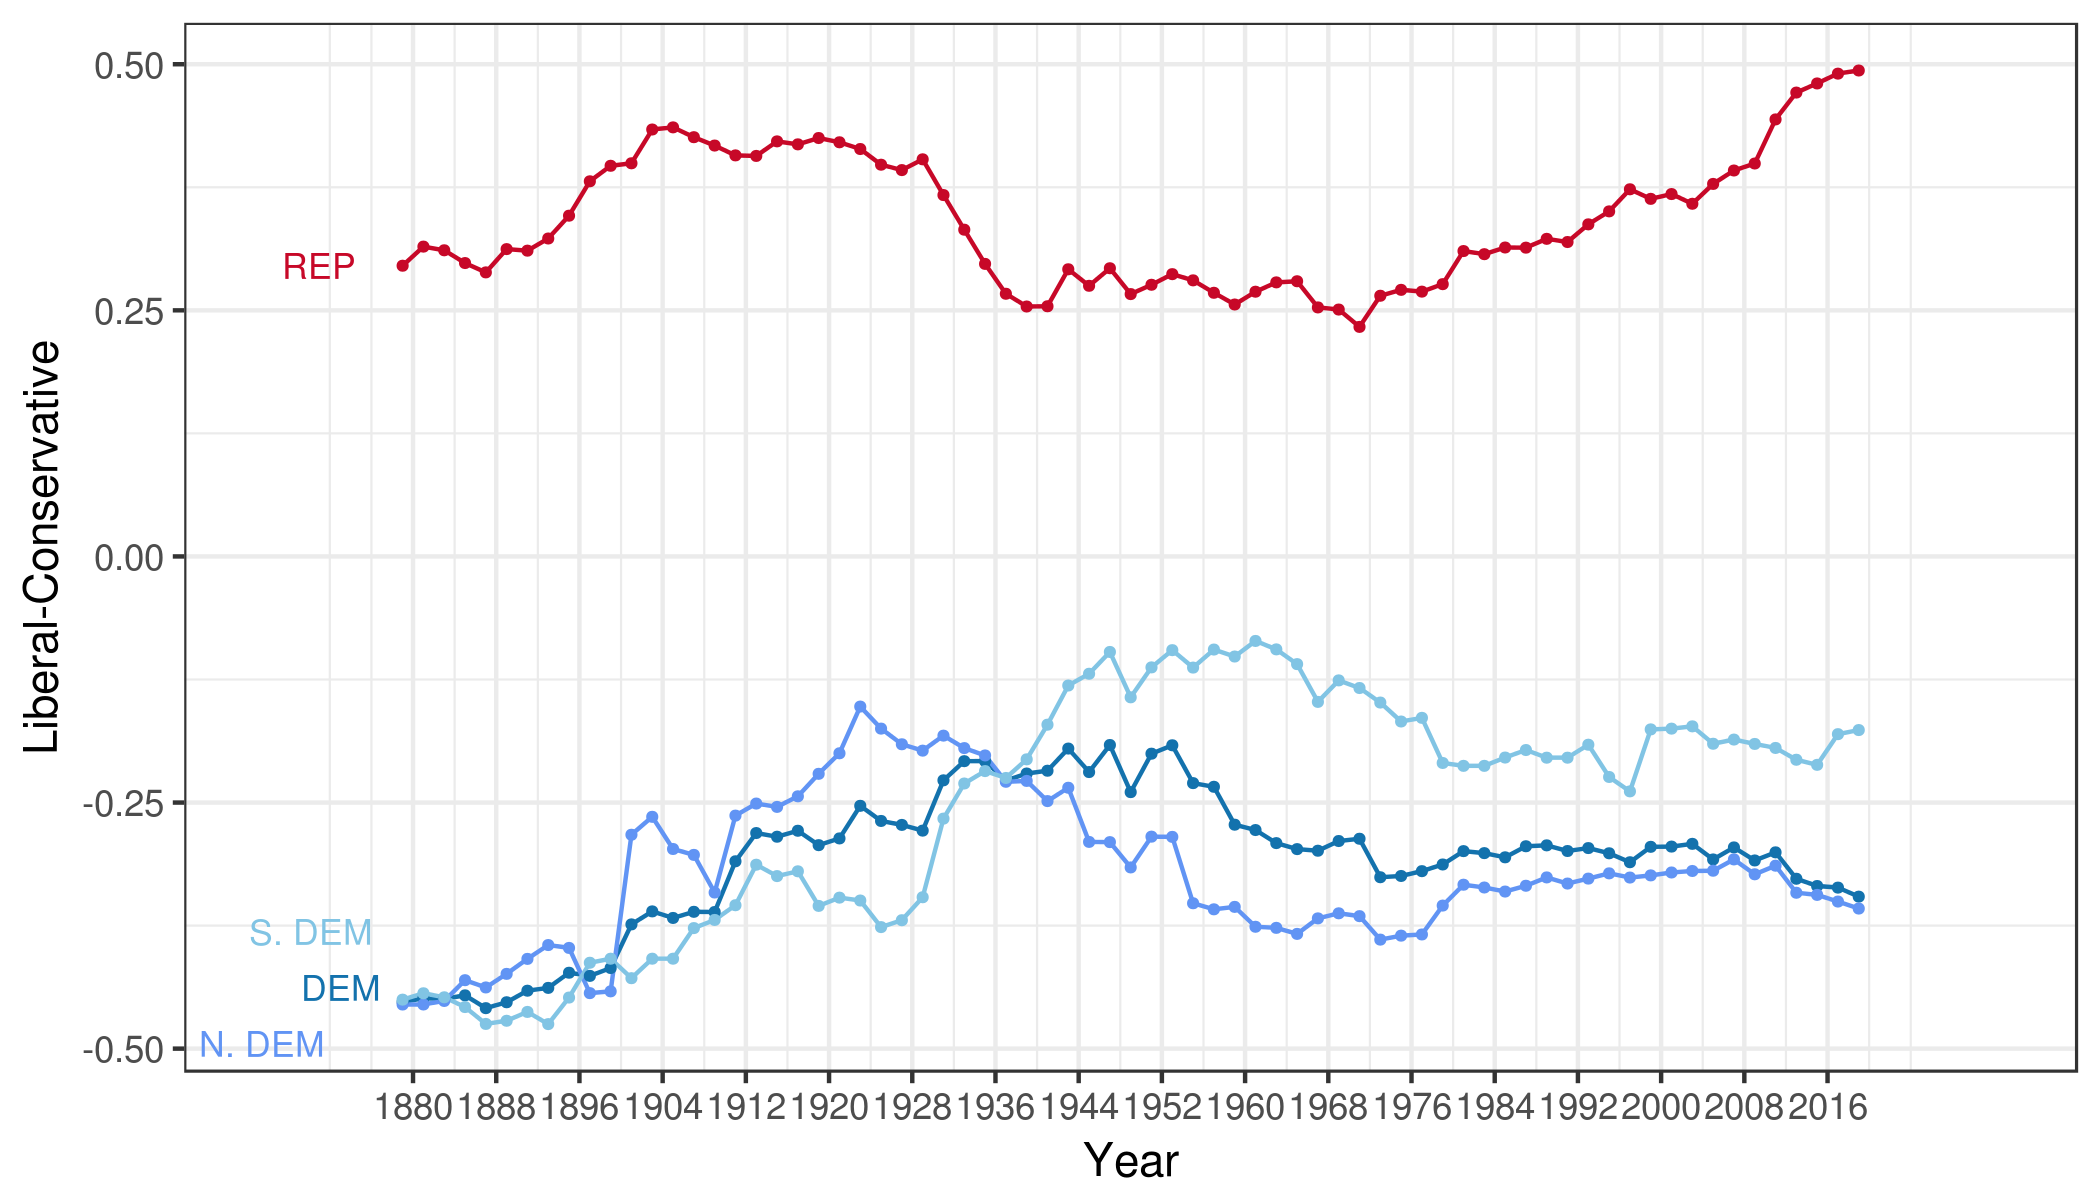 0.50
REP
0.25
Liberal-Conservative
0.00
-0.25
S. DEM
DEM
N. DEM
-0.50
1880 1888 1896 1904 1912 1920 1928 1936 1944 1952 1960 1968 1976 1984 1992 2000 2008 2016
Year